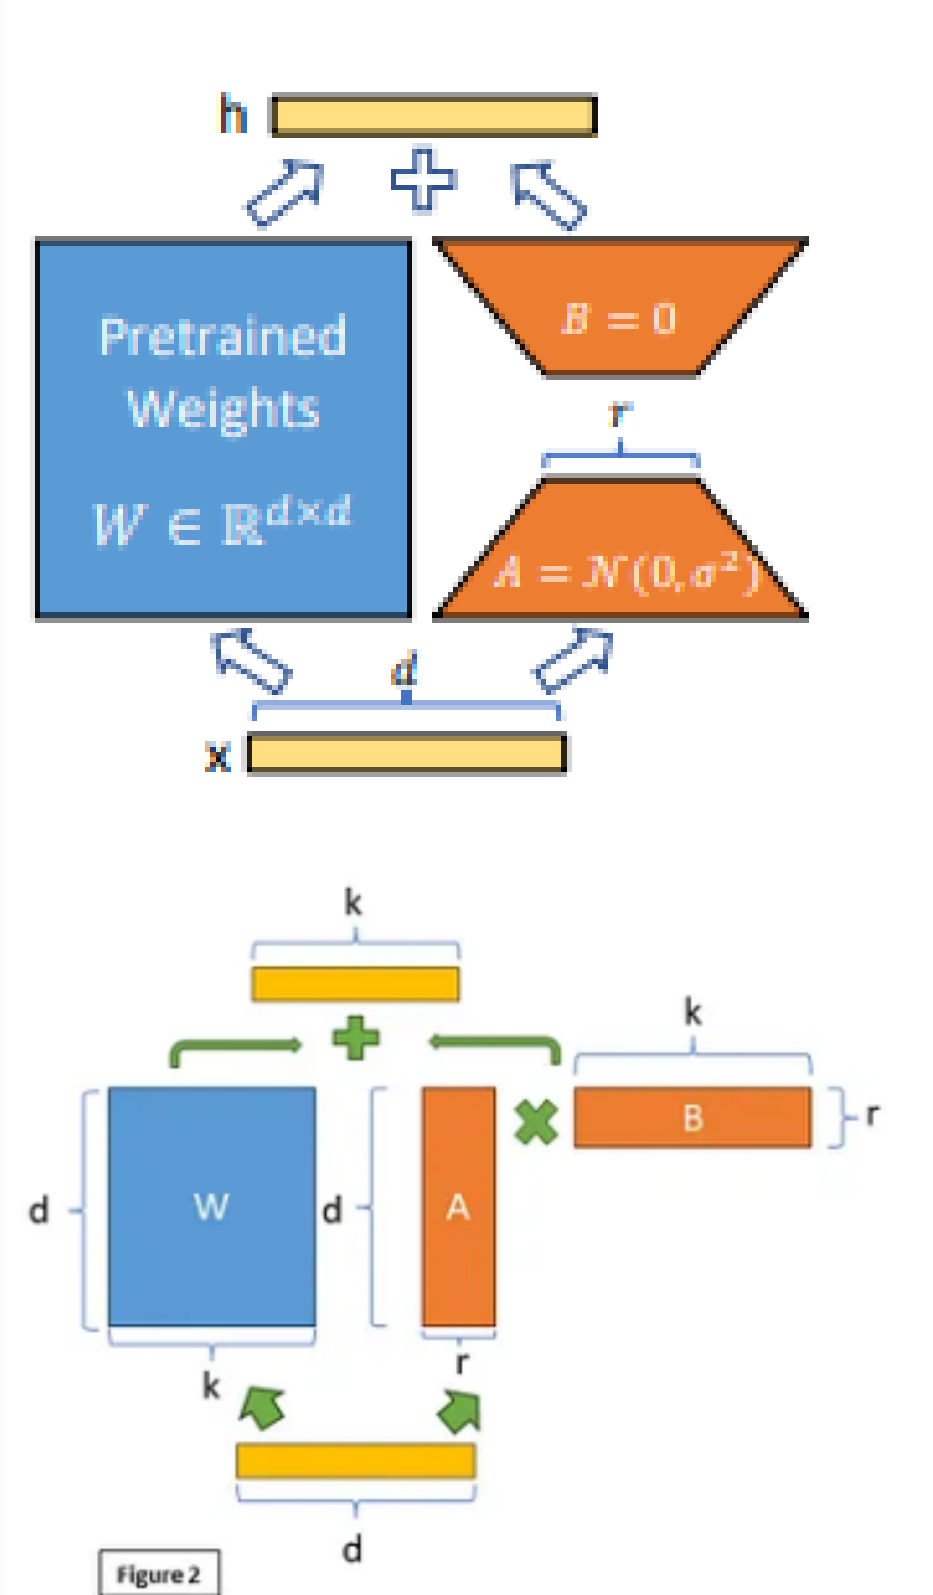 h
Pretrained
Weights
W ∈ ℝ^{d×d}
B = 0
r
A = 𝒩(0, σ²)
d
x
k
k
d
W
d
A
B
r
k
r
d
Figure 2